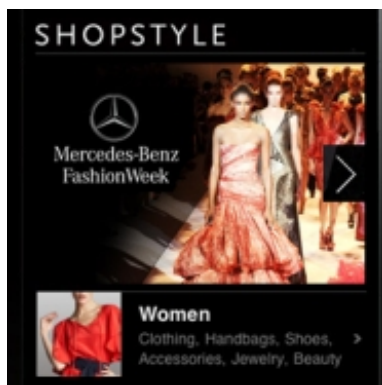 SHOPSTYLE
Mercedes-Benz
FashionWeek
Women
Clothing, Handbags, Shoes,
Accessories, Jewelry, Beauty